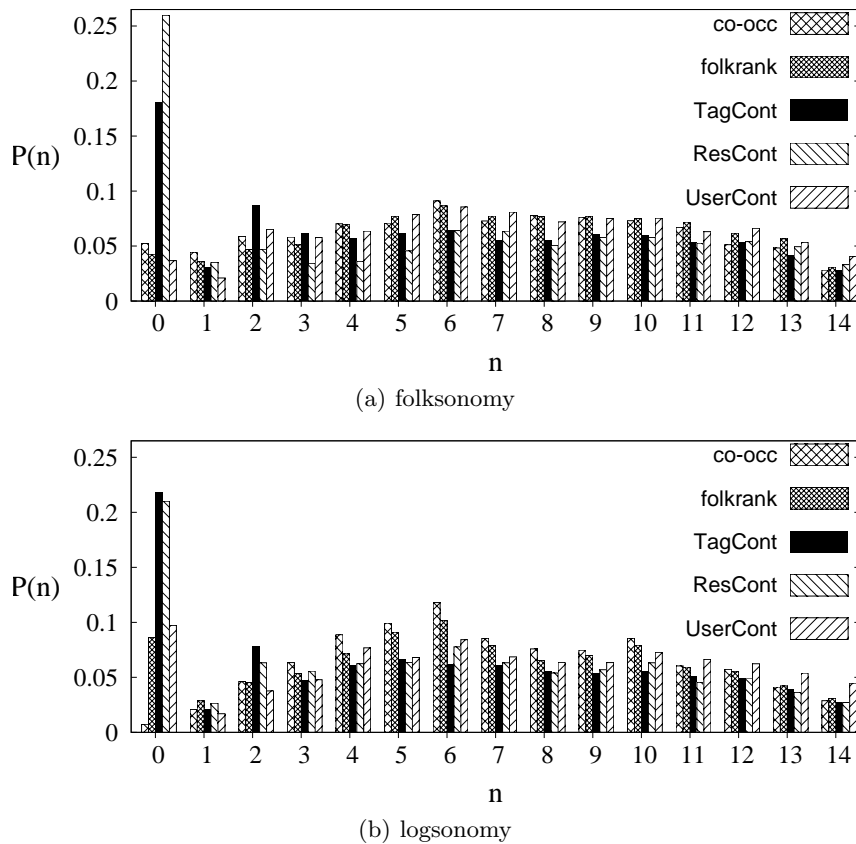 0.25
0.2
0.15
P(n)
0.1
0.05
0
co-occ
folkrank
TagCont
ResCont
UserCont
0 1 2 3 4 5 6 7 8 9 10 11 12 13 14
n
(a) folksonomy
0.25
0.2
0.15
P(n)
0.1
0.05
0
co-occ
folkrank
TagCont
ResCont
UserCont
0 1 2 3 4 5 6 7 8 9 10 11 12 13 14
n
(b) logsonomy